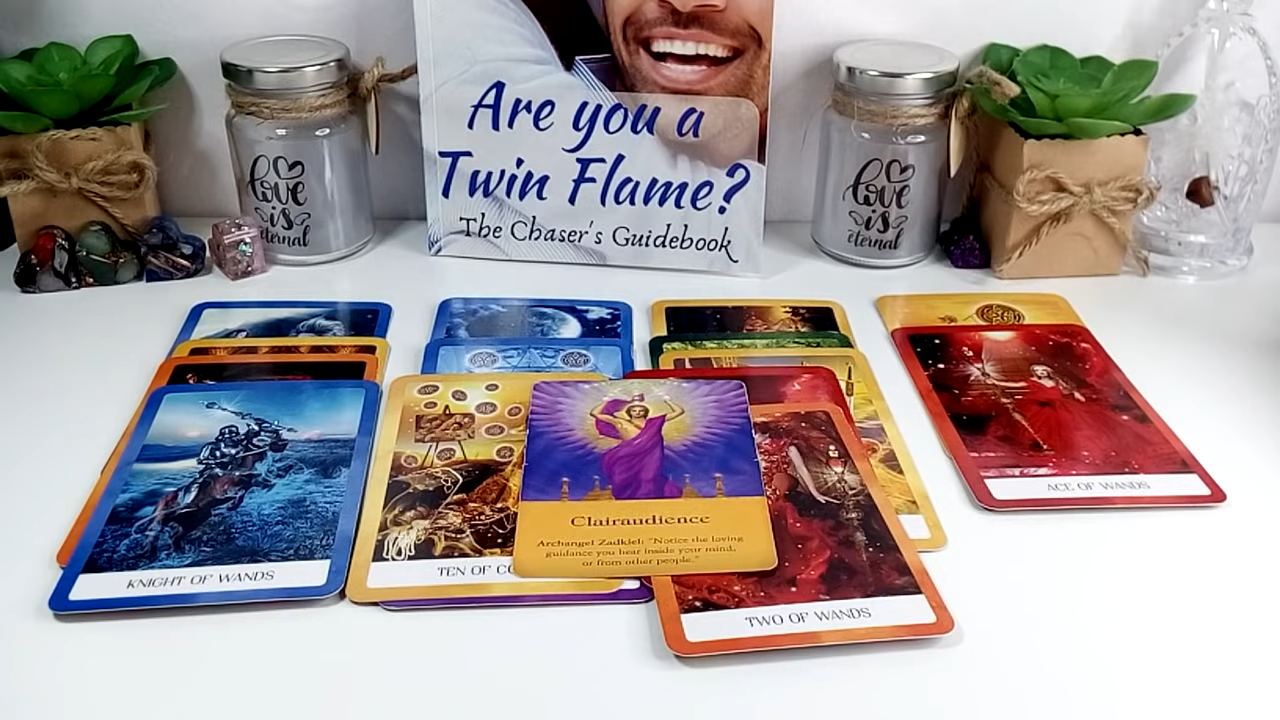 Are you a
Twin Flame?
The Chaser's Guidebook
love
is
eternal
love
is
eternal
KNIGHT OF WANDS
TEN OF
Clairaudience
Archangel Zadkiel: "Notice the loving
guidance you hear inside your mind,
or from other people."
TWO OF WANDS
ACE OF WANDS